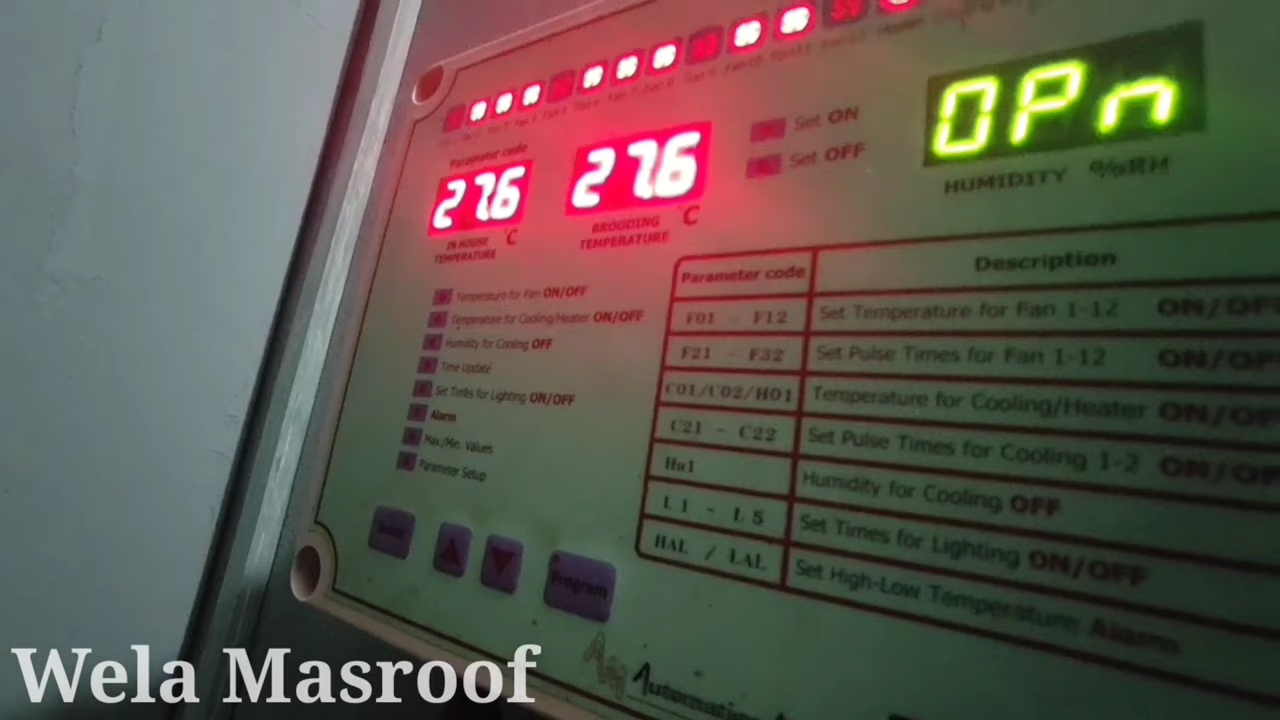 Parameter code
27.6
27.6
IN HOUSE
TEMPERATURE
°C
BROODING
TEMPERATURE
°C
Set ON
Set OFF
OPn
HUMIDITY %RH
Temperature for Fan ON/OFF
Temperature for Cooling/Heater ON/OFF
Humidity for Cooling OFF
Time Update
Set Times for Lighting ON/OFF
Alarm
Max./Min. Values
Parameter Setup
Parameter code Description
F01 - F12 Set Temperature for Fan 1-12 ON/OFF
F21 - F32 Set Pulse Times for Fan 1-12 ON/OFF
C01/C02/H01 Temperature for Cooling/Heater ON/OFF
C21 - C22 Set Pulse Times for Cooling 1-2 ON/OFF
Hu1 Humidity for Cooling OFF
L1 - L5 Set Times for Lighting ON/OFF
HAL / LAL Set High-Low Temperature Alarm
Program
Automation
Wela Masroof